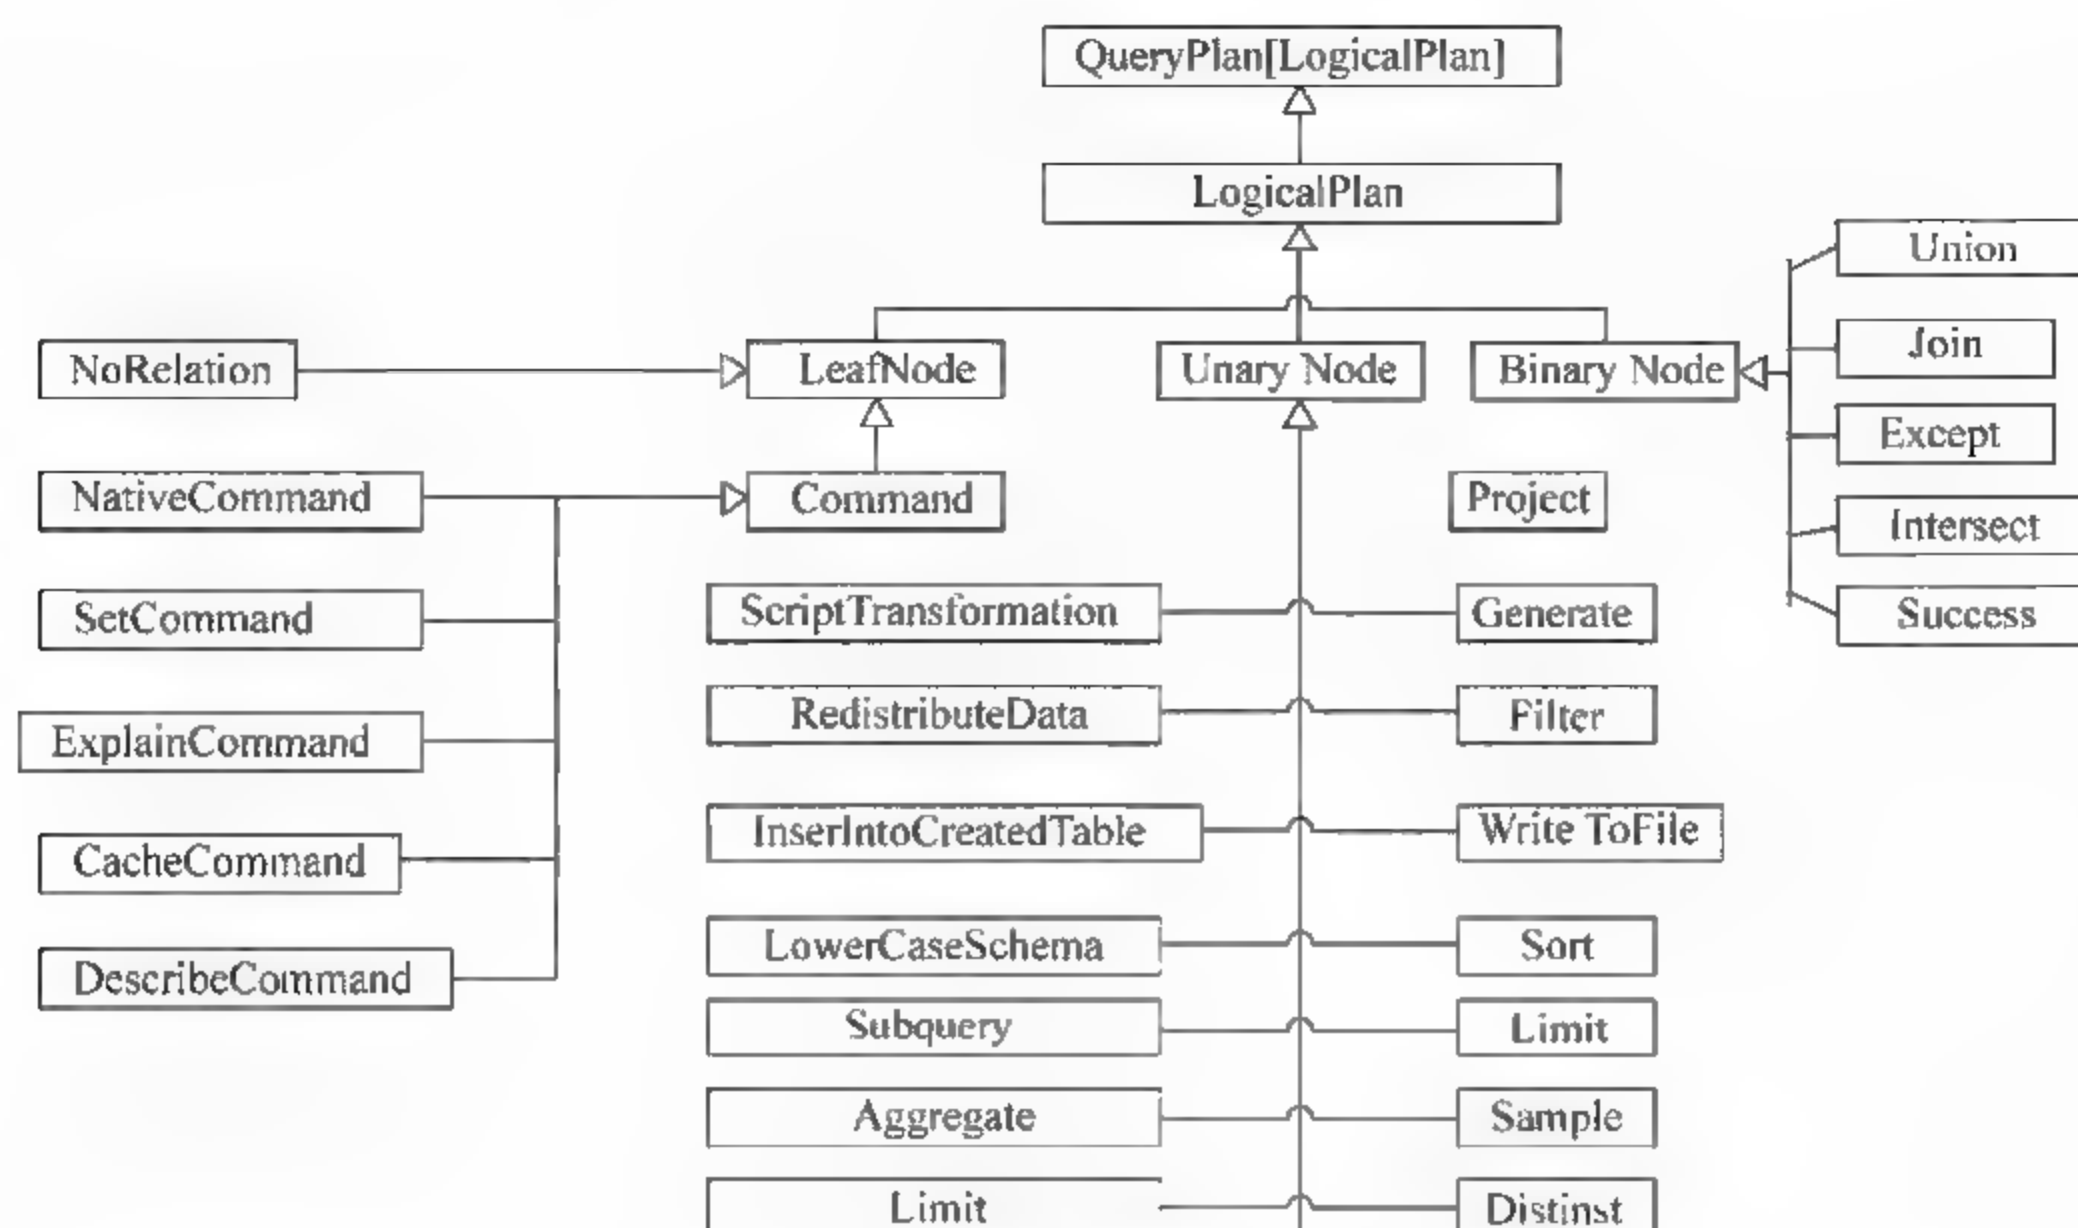 QueryPlan[LogicalPlan]
LogicalPlan
Union
Join
NoRelation
LeafNode
Unary Node
Binary Node
Except
NativeCommand
Command
Project
Intersect
SetCommand
ScriptTransformation
Generate
Success
RedistributeData
Filter
ExplainCommand
InserIntoCreatedTable
Write ToFile
CacheCommand
LowerCaseSchema
Sort
DescribeCommand
Subquery
Limit
Aggregate
Sample
Limit
Distinst